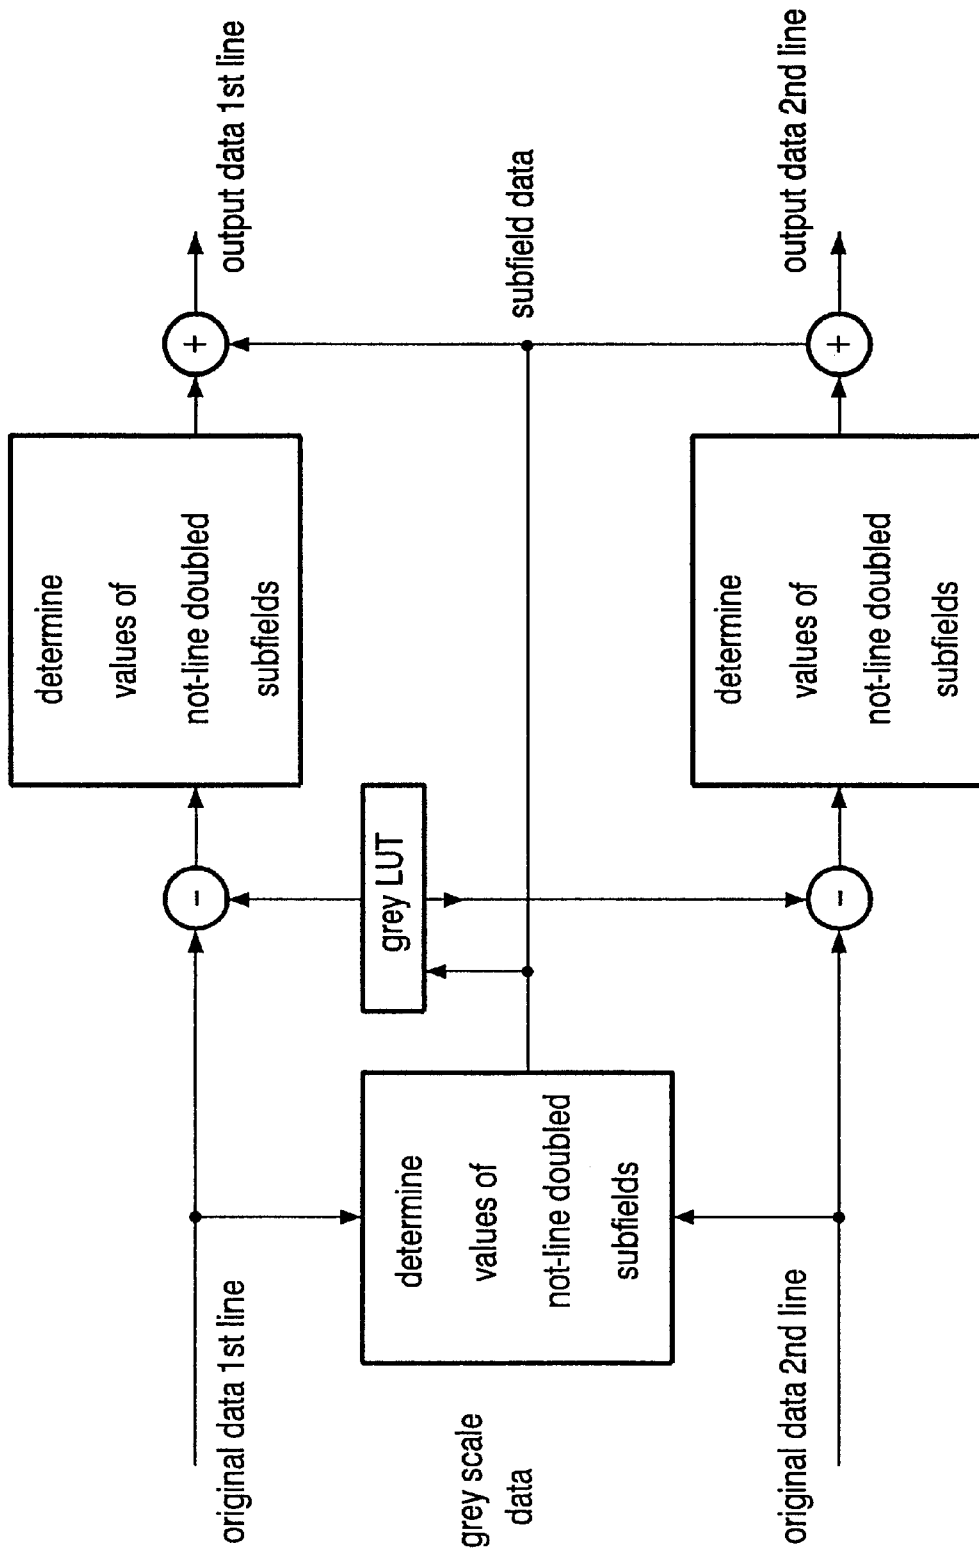 original data 1st line
determine
values of
not-line doubled
subfields
-
+
output data 1st line
grey scale
data
determine
values of
not-line doubled
subfields
grey LUT
subfield data
original data 2nd line
-
determine
values of
not-line doubled
subfields
+
output data 2nd line